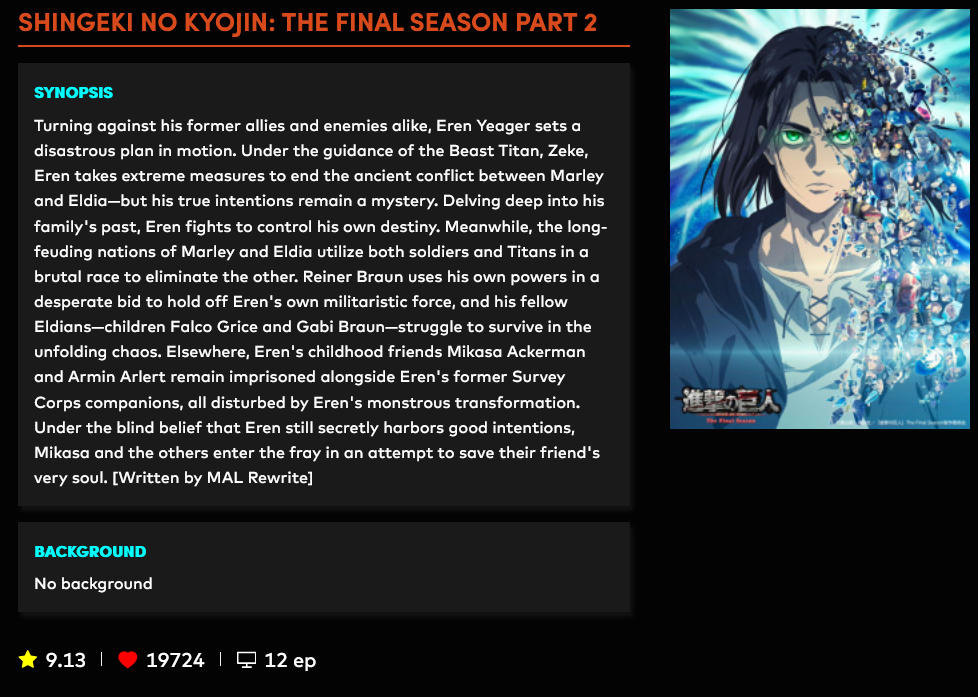 SHINGEKI NO KYOJIN: THE FINAL SEASON PART 2
SYNOPSIS
Turning against his former allies and enemies alike, Eren Yeager sets a
disastrous plan in motion. Under the guidance of the Beast Titan, Zeke,
Eren takes extreme measures to end the ancient conflict between Marley
and Eldia—but his true intentions remain a mystery. Delving deep into his
family's past, Eren fights to control his own destiny. Meanwhile, the long-
feuding nations of Marley and Eldia utilize both soldiers and Titans in a
brutal race to eliminate the other. Reiner Braun uses his own powers in a
desperate bid to hold off Eren's own militaristic force, and his fellow
Eldians—children Falco Grice and Gabi Braun—struggle to survive in the
unfolding chaos. Elsewhere, Eren's childhood friends Mikasa Ackerman
and Armin Arlert remain imprisoned alongside Eren's former Survey
Corps companions, all disturbed by Eren's monstrous transformation.
Under the blind belief that Eren still secretly harbors good intentions,
Mikasa and the others enter the fray in an attempt to save their friend's
very soul. [Written by MAL Rewrite]
BACKGROUND
No background
9.13 | 19724 | 12 ep
進撃の巨人
The Final Season